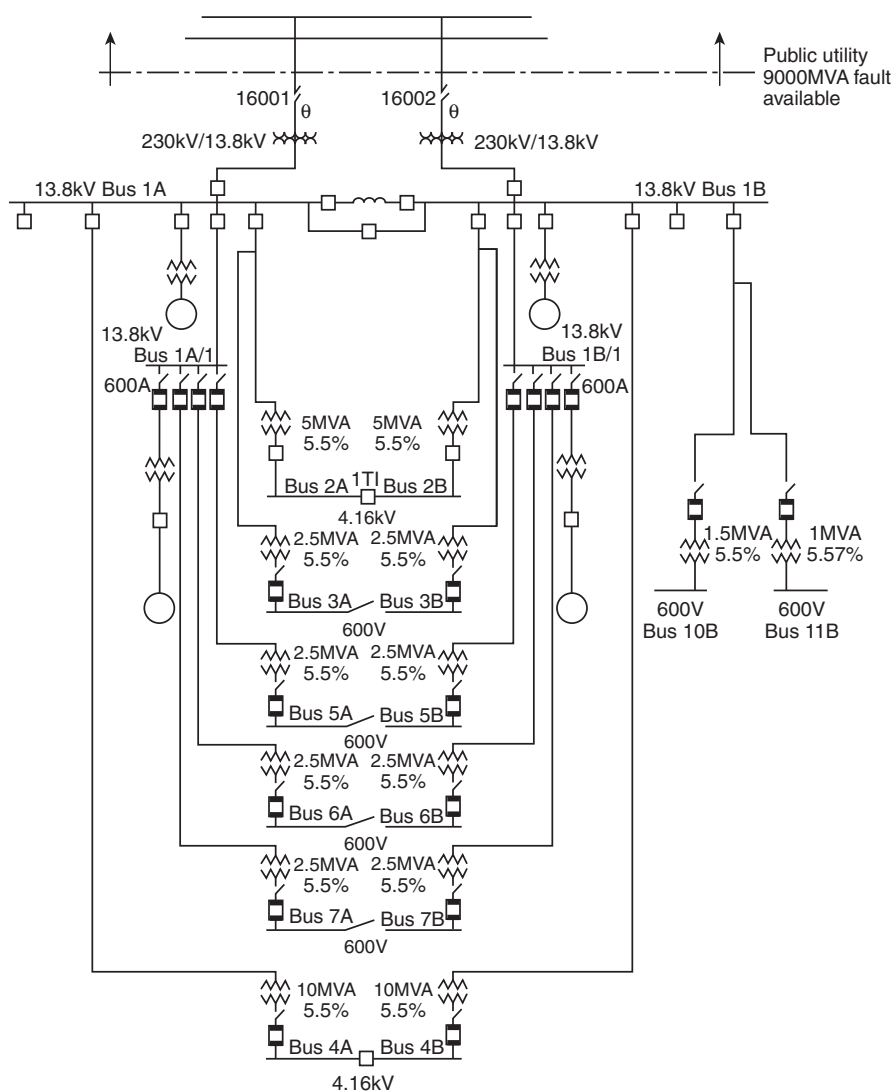 Public utility
9000MVA fault
available
16001
16002
θ
θ
230kV/13.8kV
230kV/13.8kV
13.8kV Bus 1A
13.8kV Bus 1B
13.8kV
Bus 1A/1
600A
13.8kV
Bus 1B/1
600A
5MVA
5.5%
5MVA
5.5%
Bus 2A
1TI
Bus 2B
4.16kV
2.5MVA
5.5%
2.5MVA
5.5%
Bus 3A
Bus 3B
600V
1.5MVA
5.5%
1MVA
5.57%
600V
Bus 10B
600V
Bus 11B
2.5MVA
5.5%
2.5MVA
5.5%
Bus 5A
Bus 5B
600V
2.5MVA
5.5%
2.5MVA
5.5%
Bus 6A
Bus 6B
600V
2.5MVA
5.5%
2.5MVA
5.5%
Bus 7A
Bus 7B
600V
10MVA
5.5%
10MVA
5.5%
Bus 4A
Bus 4B
4.16kV